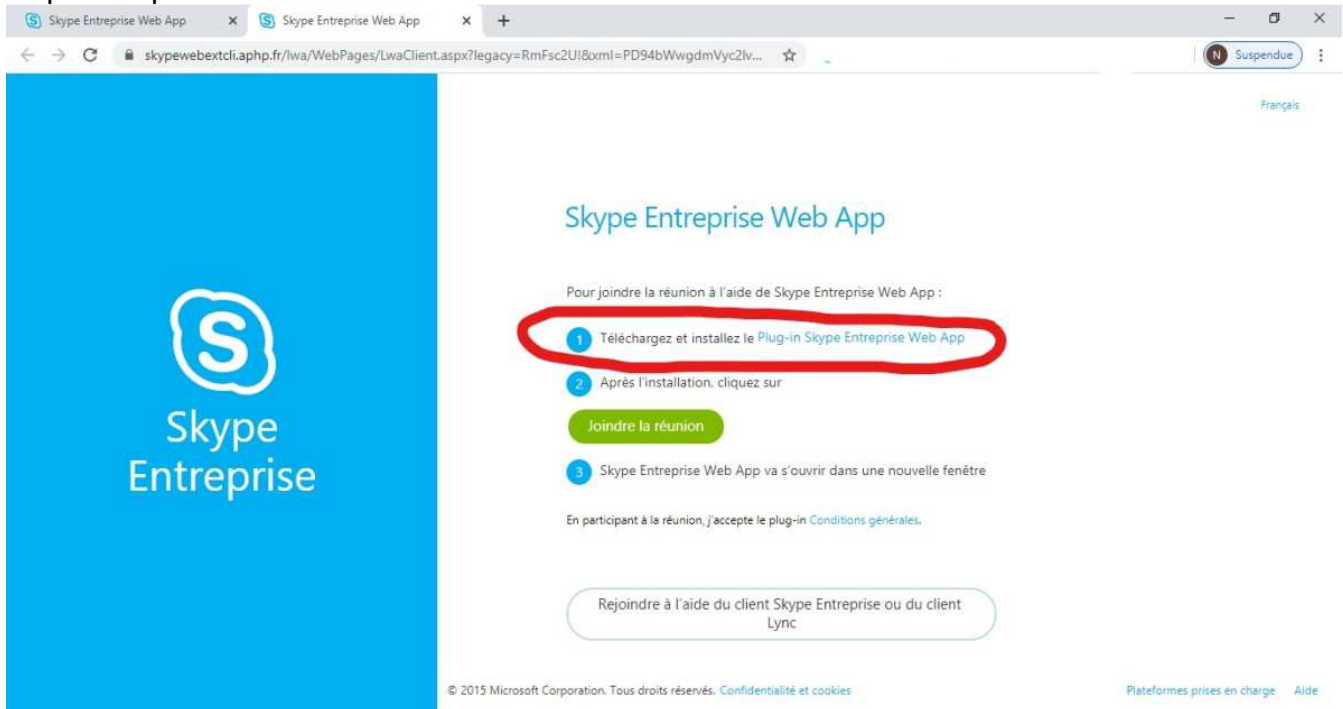 Skype Entreprise Web App
Skype Entreprise Web App
skypewebextcli.aphp.fr/lwa/WebPages/LwaClient.aspx?legacy=RmFsc2UI&xml=PD94bWwgdmVyc2lv...
N
Suspendue
Français
Skype Entreprise Web App
Pour joindre la réunion à l'aide de Skype Entreprise Web App :
1 Téléchargez et installez le Plug-in Skype Entreprise Web App
2 Après l'installation, cliquez sur
Joindre la réunion
3 Skype Entreprise Web App va s'ouvrir dans une nouvelle fenêtre
En participant à la réunion, j'accepte le plug-in Conditions générales.
Rejoindre à l'aide du client Skype Entreprise ou du client
Lync
S
Skype
Entreprise
© 2015 Microsoft Corporation. Tous droits réservés. Confidentialité et cookies
Plateformes prises en charge Aide